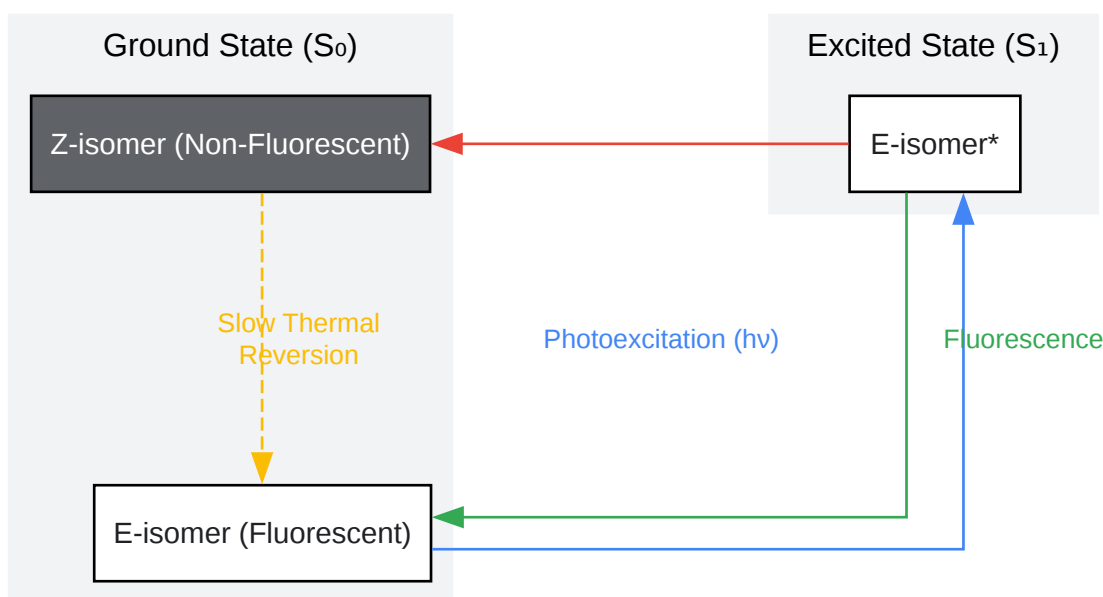 Ground State (S₀)
Excited State (S₁)
Z-isomer (Non-Fluorescent)
E-isomer*
Slow Thermal
Reversion
Photoexcitation (hν)
Fluorescence
E-isomer (Fluorescent)